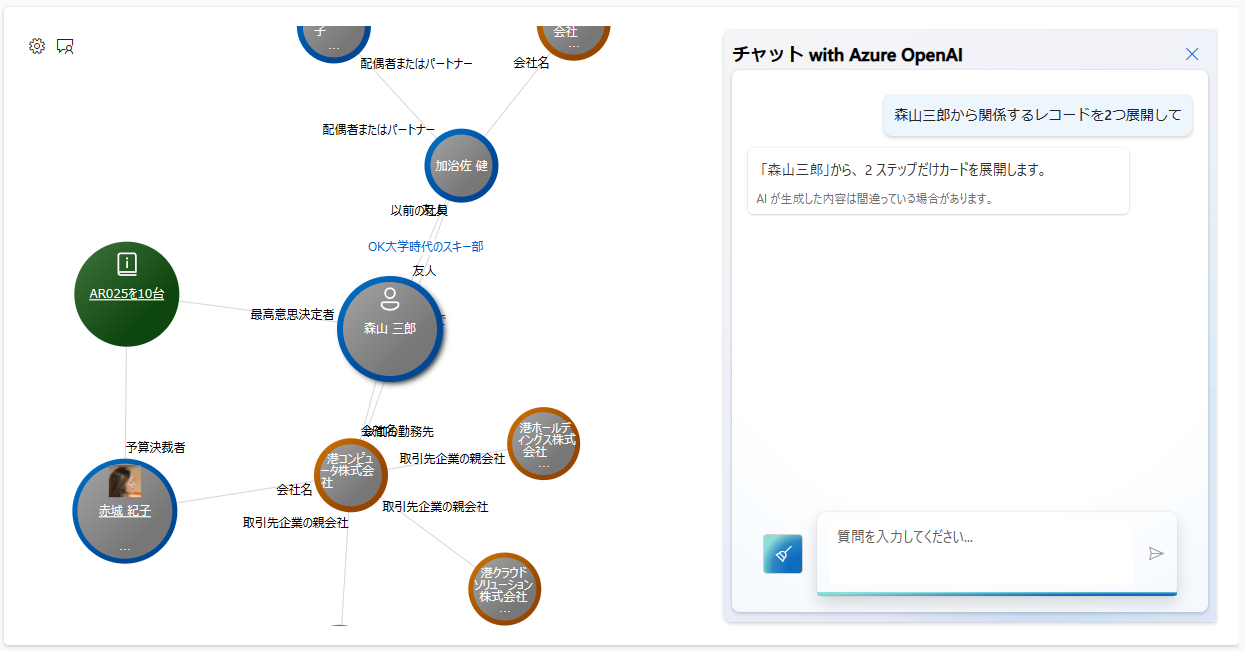 子
...
会社
...
配偶者またはパートナー
会社名
配偶者またはパートナー
加治佐 健
以前の社員
友人
OK大学時代のスキー部
友人
AR025を10台
最高意思決定者
森山 三郎
会社名
以前の勤務先
予算決裁者
港コンピュ
ータ株式会
社
取引先企業の親会社
港ホールデ
ィングス株式
会社
...
会社名
取引先企業の親会社
取引先企業の親会社
赤城 紀子
...
港クラウド
ソリューション
株式会社
...
チャット with Azure OpenAI
森山三郎から関係するレコードを2つ展開して
「森山三郎」から、2 ステップだけカードを展開します。
AI が生成した内容は間違っている場合があります。
質問を入力してください...